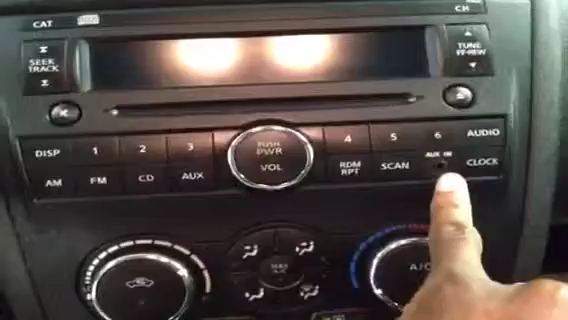 CAT
CH
SEEK
TRACK
TUNE
FF·REW
DISP 1 2 3
PUSH
PWR
VOL
4 5 6 AUDIO
AM FM CD AUX
RDM
RPT
SCAN
AUX IN
CLOCK
A/C